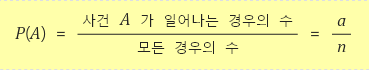 P(A) = 사건 A 가 일어나는 경우의 수 / 모든 경우의 수 = a / n